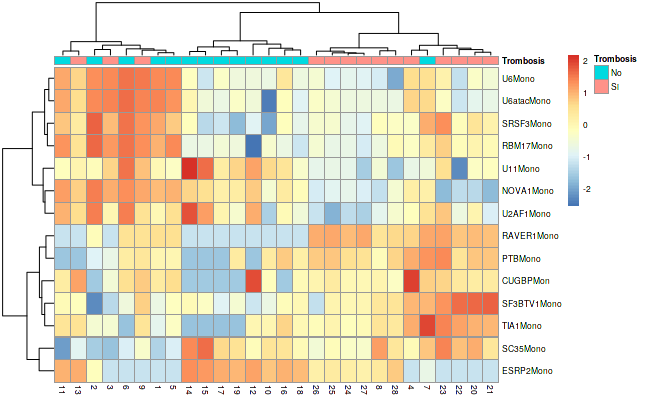 Trombosis
U6Mono
U6atacMono
SRSF3Mono
RBM17Mono
U11Mono
NOVA1Mono
U2AF1Mono
RAVER1Mono
PTBMono
CUGBPMon
SF3BTV1Mono
TIA1Mono
SC35Mono
ESRP2Mono
11 13 2 3 6 9 1 5 14 15 17 19 12 10 16 18 26 25 24 27 8 28 4 7 23 22 20 21
2
1
0
-1
-2
Trombosis
No
SI